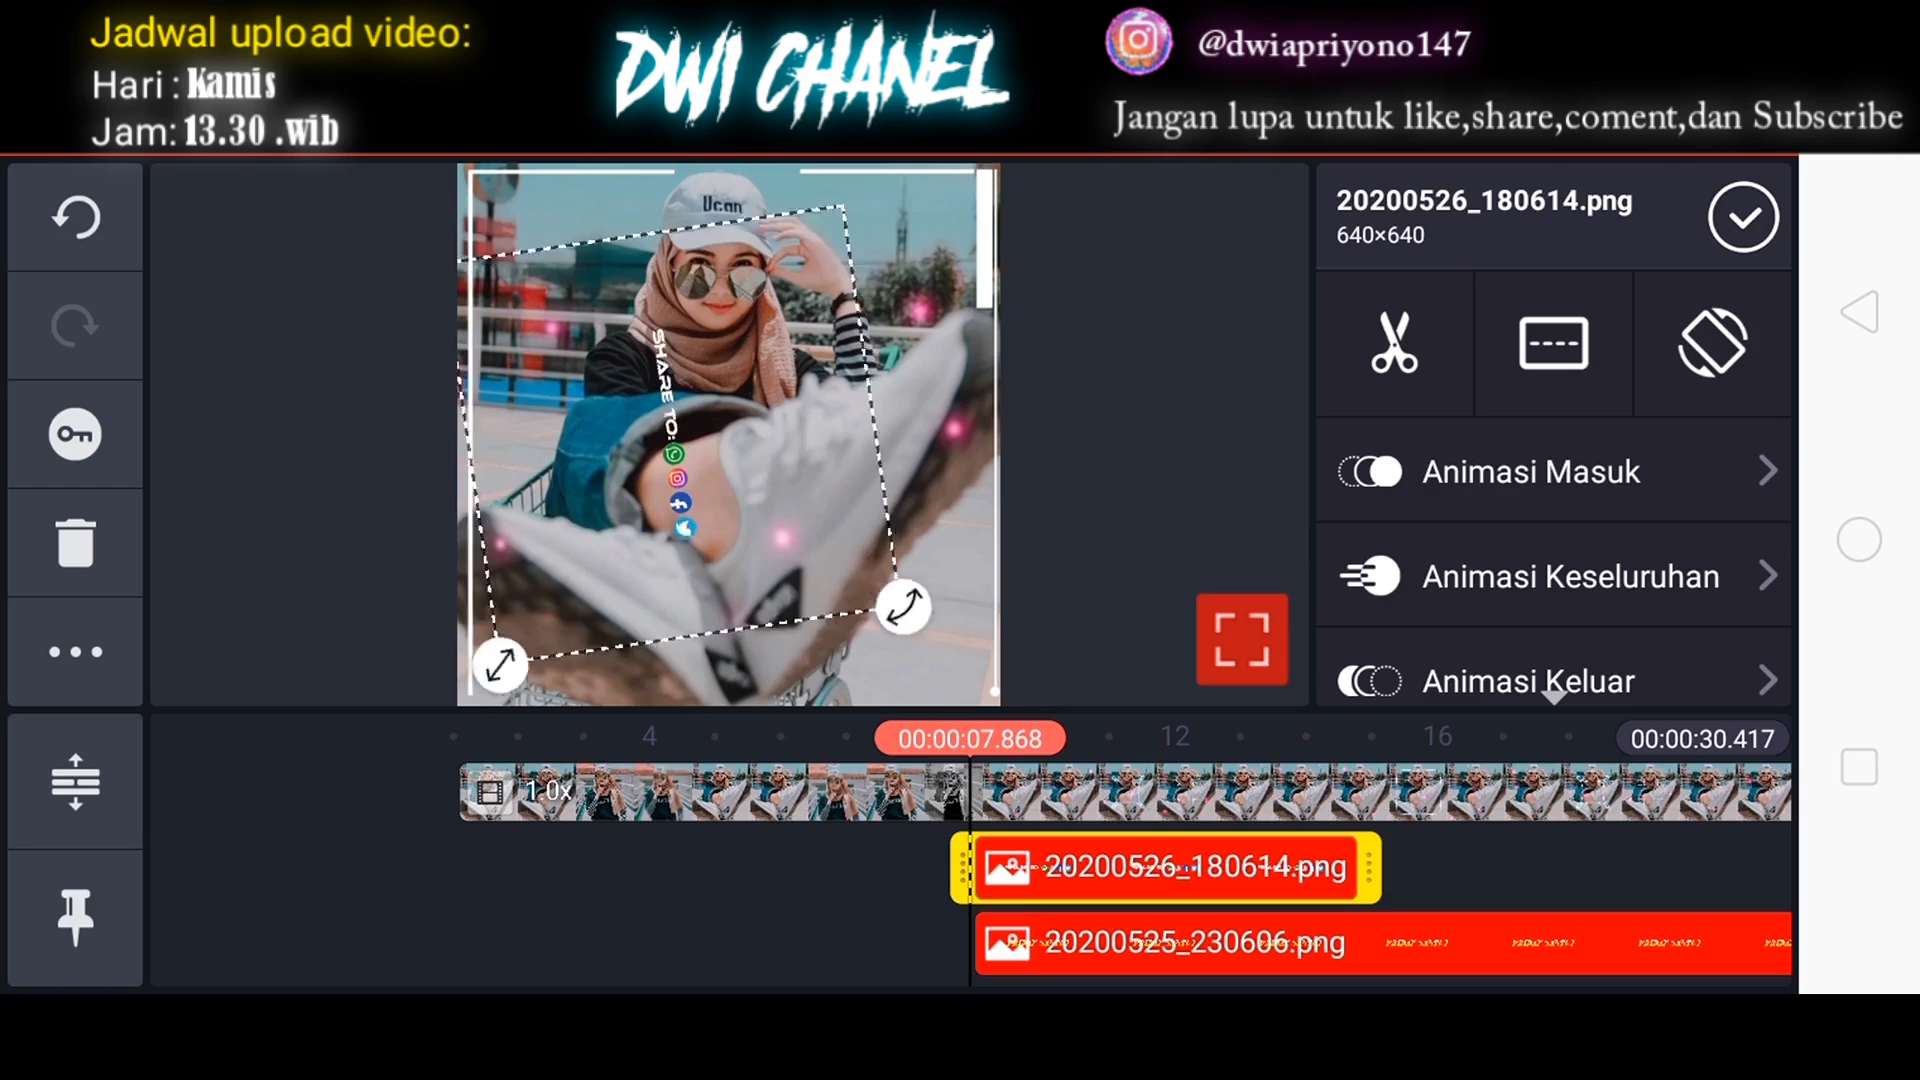 Jadwal upload video:
Hari : Kamis
Jam: 13.30 .wib
DWI CHANEL
@dwiapriyono147
Jangan lupa untuk like,share,coment,dan Subscribe
Ucan
SHARE TO:
20200526_180614.png
640×640
Animasi Masuk
Animasi Keseluruhan
Animasi Keluar
4
00:00:07.868
12
16
00:00:30.417
1.0x
20200526_180614.png
20200525_230606.png